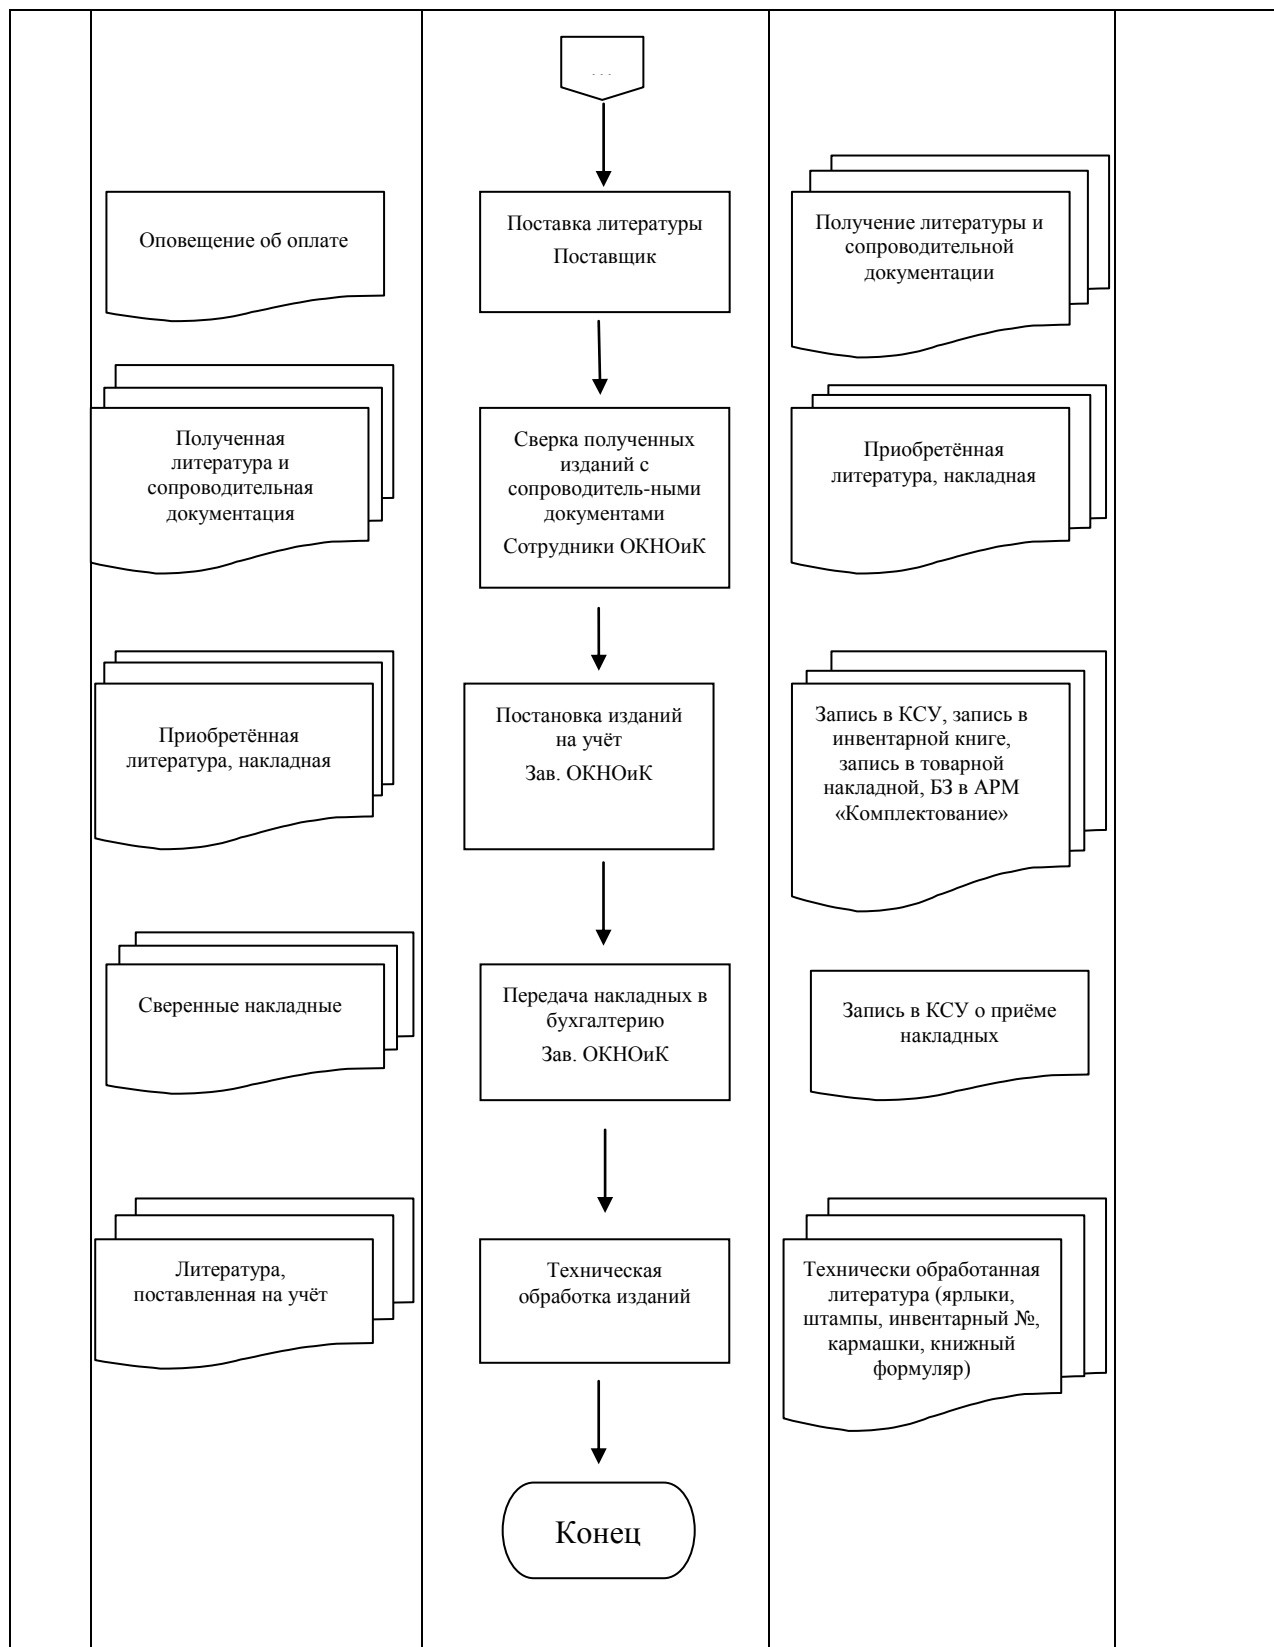 ...
Оповещение об оплате
Поставка литературы
Поставщик
Получение литературы и
сопроводительной
документации
Полученная
литература и
сопроводительная
документация
Сверка полученных
изданий с
сопроводитель-ными
документами
Сотрудники ОКНОиК
Приобретённая
литература, накладная
Приобретённая
литература, накладная
Постановка изданий
на учёт
Зав. ОКНОиК
Запись в КСУ, запись в
инвентарной книге,
запись в товарной
накладной, БЗ в АРМ
«Комплектование»
Сверенные накладные
Передача накладных в
бухгалтерию
Зав. ОКНОиК
Запись в КСУ о приёме
накладных
Литература,
поставленная на учёт
Техническая
обработка изданий
Технически обработанная
литература (ярлыки,
штампы, инвентарный №,
кармашки, книжный
формуляр)
Конец